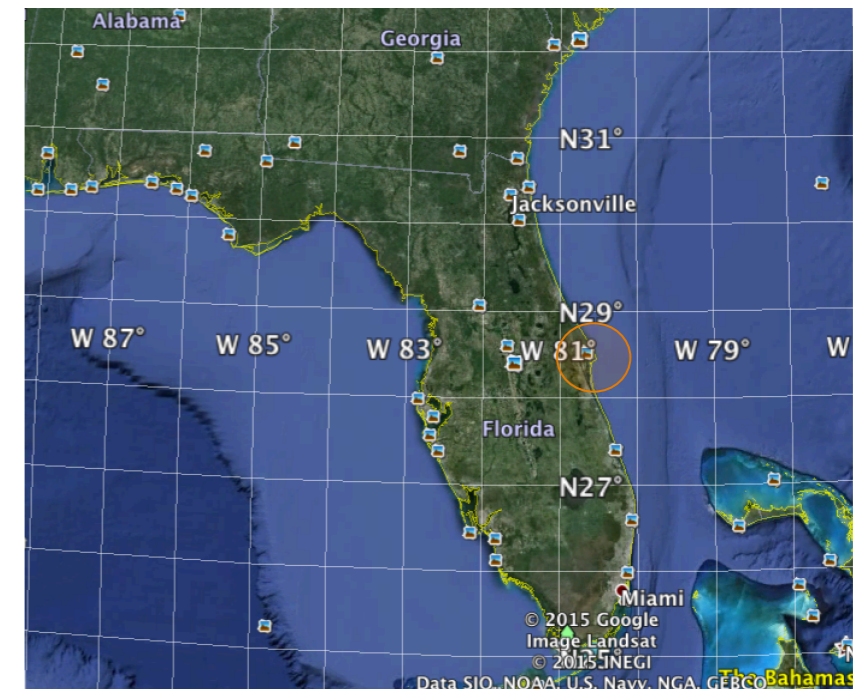 Alabama
Georgia
N31°
Jacksonville
N29°
W 87°
W 85°
W 83°
W 81°
W 79°
W
Florida
N27°
Miami
© 2015 Google
Image Landsat
N25°
© 2015 INEGI
Data SIO, NOAA, U.S. Navy, NGA, GEBCO
The Bahamas